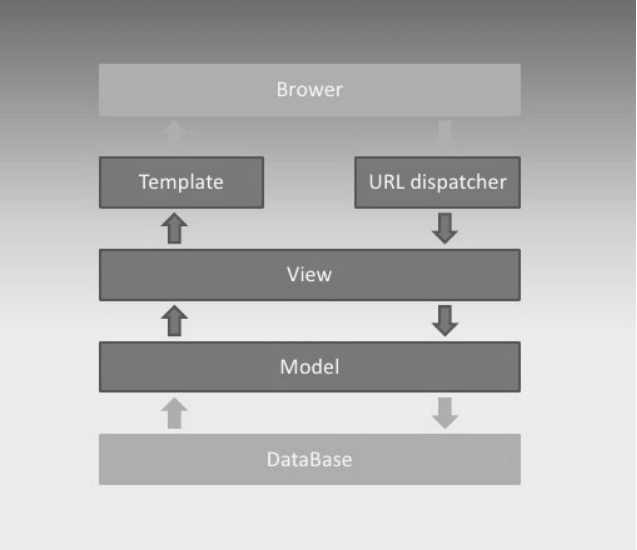 Brower
Template
URL dispatcher
View
Model
DataBase